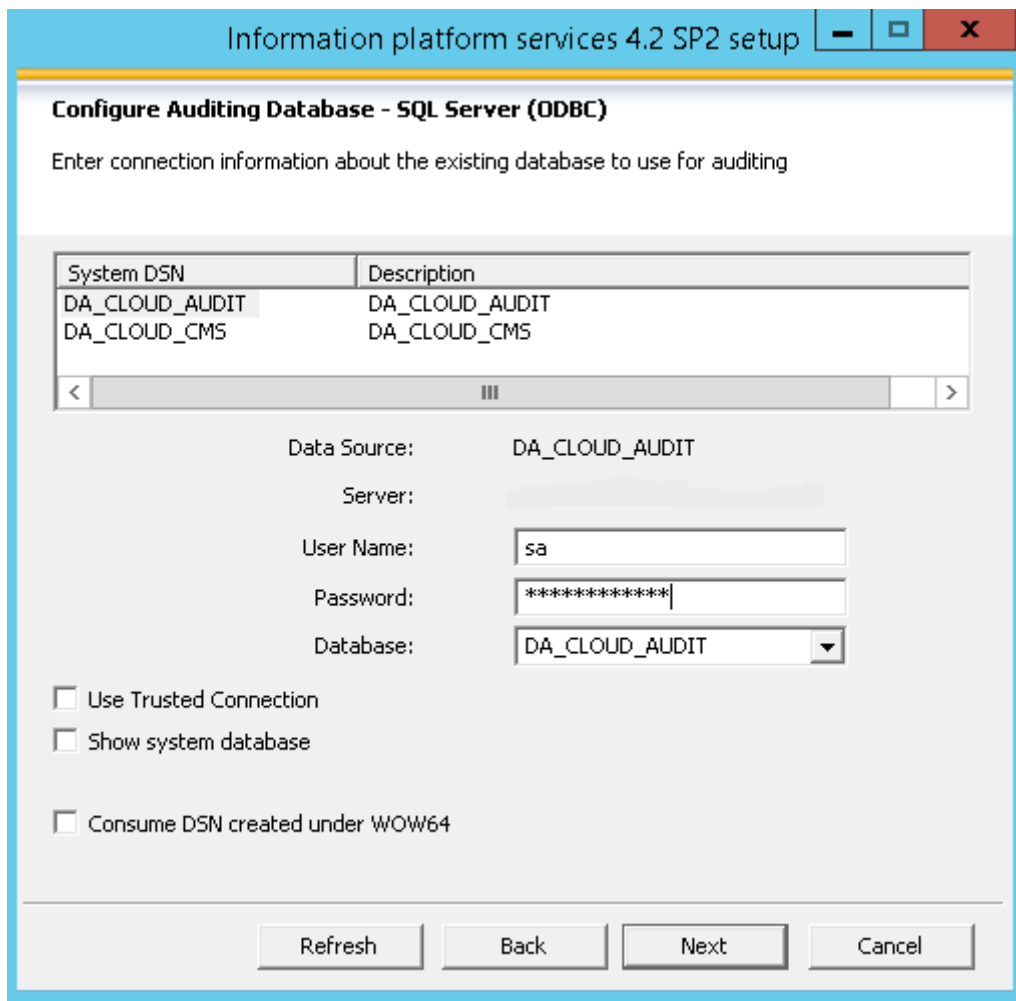 Information platform services 4.2 SP2 setup
Configure Auditing Database - SQL Server (ODBC)
Enter connection information about the existing database to use for auditing
System DSN Description
DA_CLOUD_AUDIT DA_CLOUD_AUDIT
DA_CLOUD_CMS DA_CLOUD_CMS
Data Source: DA_CLOUD_AUDIT
Server:
User Name: sa
Password: ************
Database: DA_CLOUD_AUDIT
Use Trusted Connection
Show system database
Consume DSN created under WOW64
Refresh Back Next Cancel